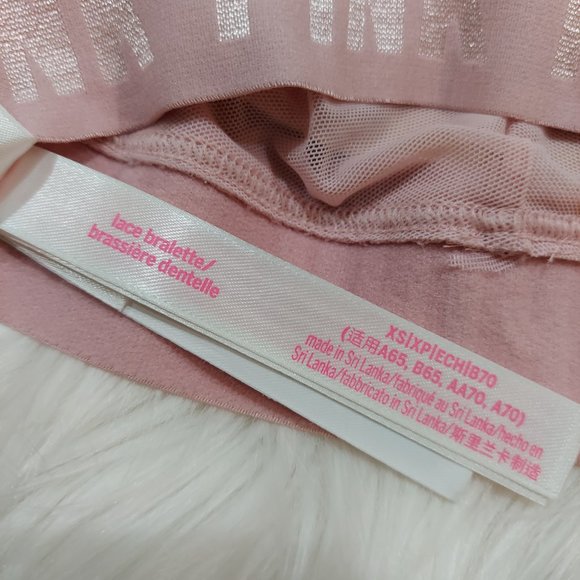 NK PINK
lace bralette/
brassière dentelle
XS|XP|ECH|B70
(适用A65, B65, AA70, A70)
made in Sri Lanka/fabriqué au Sri Lanka/hecho en
Sri Lanka/fabbricato in Sri Lanka/斯里兰卡制造